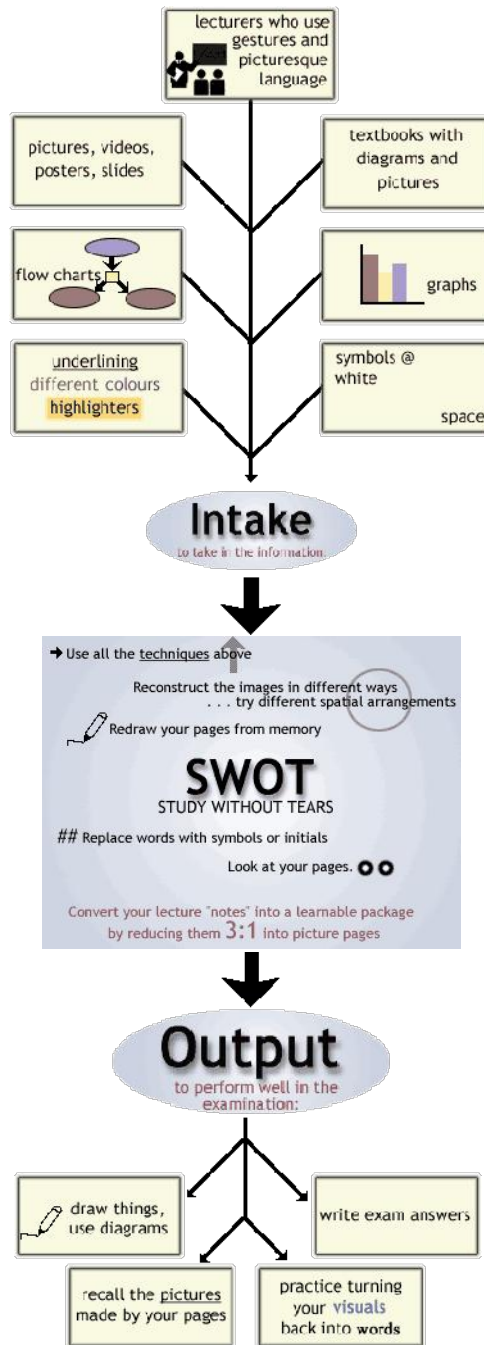 lecturers who use
gestures and
picturesque
language
pictures, videos,
posters, slides
textbooks with
diagrams and
pictures
flow charts
graphs
underlining
different colours
highlighters
symbols @
white
space
Intake
to take in the information:
Use all the techniques above
Reconstruct the images in different ways
. . . try different spatial arrangements
Redraw your pages from memory
SWOT
STUDY WITHOUT TEARS
## Replace words with symbols or initials
Look at your pages.
Convert your lecture "notes" into a learnable package
by reducing them 3:1 into picture pages
Output
to perform well in the
examination:
draw things,
use diagrams
write exam answers
recall the pictures
made by your pages
practice turning
your visuals
back into words